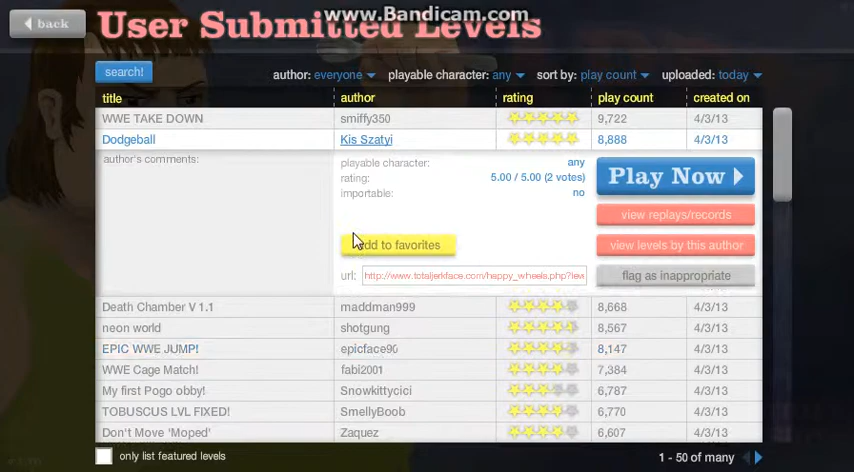 www.Bandicam.com
back
User Submitted Levels
search!
author: everyone playable character: any sort by: play count uploaded: today
title author rating play count created on
WWE TAKE DOWN smiffy350 9,722 4/3/13
Dodgeball Kis Szatyi 8,888 4/3/13
author's comments:
playable character: any
rating: 5.00 / 5.00 (2 votes)
importable: no
Play Now
view replays/records
add to favorites
view levels by this author
url: http://www.totaljerkface.com/happy_wheels.php?lev
flag as inappropriate
Death Chamber V 1.1 maddman999 8,668 4/3/13
neon world shotgung 8,567 4/3/13
EPIC WWE JUMP! epicface90 8,147 4/3/13
WWE Cage Match! fabi2001 7,384 4/3/13
My first Pogo obby! Snowkittycici 6,787 4/3/13
TOBUSCUS LVL FIXED! SmellyBoob 6,770 4/3/13
Don't Move 'Moped' Zaquez 6,607 4/3/13
only list featured levels
1 - 50 of many